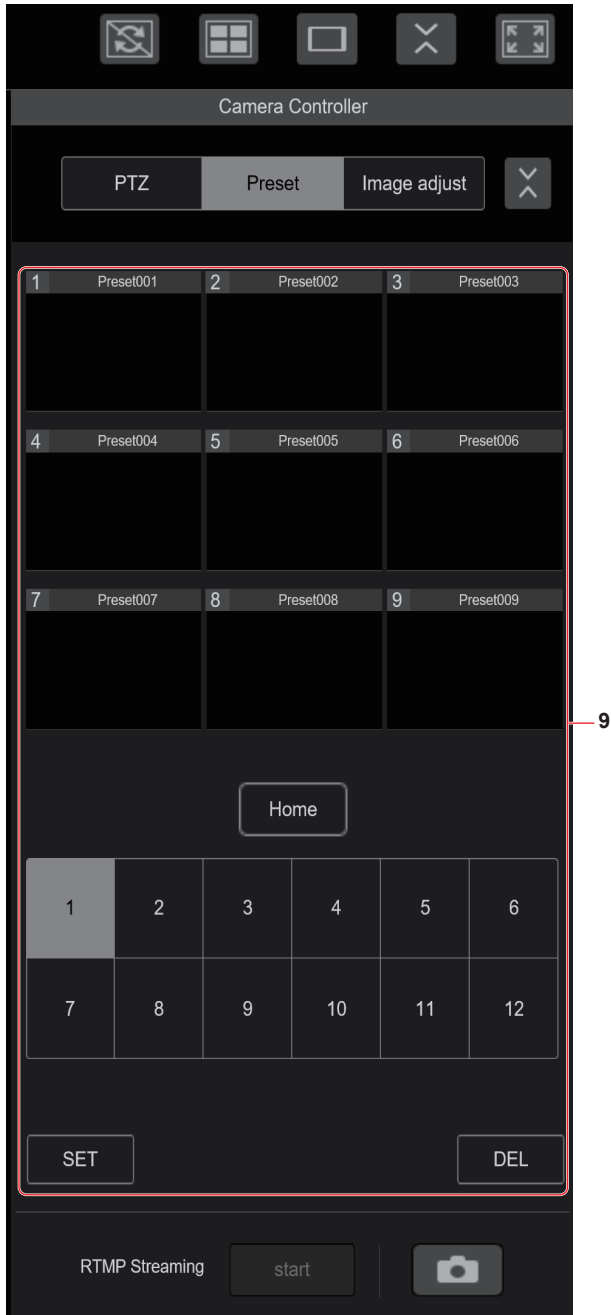 Camera Controller
PTZ Preset Image adjust
1 Preset001 2 Preset002 3 Preset003
4 Preset004 5 Preset005 6 Preset006
7 Preset007 8 Preset008 9 Preset009
9
Home
1 2 3 4 5 6
7 8 9 10 11 12
SET DEL
RTMP Streaming start